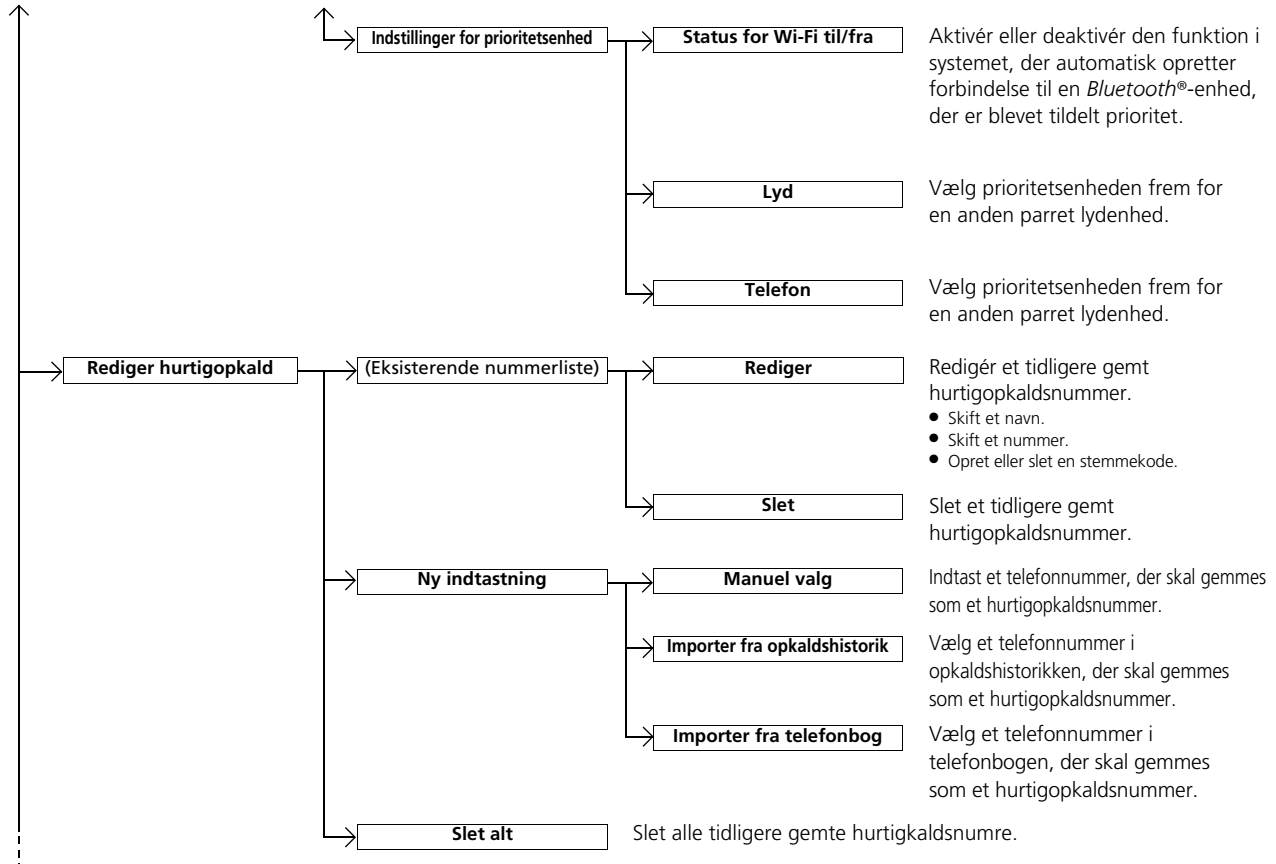 Indstillinger for prioritetsenhed
Status for Wi-Fi til/fra
Aktivér eller deaktivér den funktion i
systemet, der automatisk opretter
forbindelse til en Bluetooth®-enhed,
der er blevet tildelt prioritet.
Lyd
Vælg prioritetsenheden frem for
en anden parret lydenhed.
Telefon
Vælg prioritetsenheden frem for
en anden parret lydenhed.
Rediger hurtigopkald
(Eksisterende nummerliste)
Rediger
Redigér et tidligere gemt
hurtigopkaldsnummer.
● Skift et navn.
● Skift et nummer.
● Opret eller slet en stemmekode.
Slet
Slet et tidligere gemt
hurtigopkaldsnummer.
Ny indtastning
Manuel valg
Indtast et telefonnummer, der skal gemmes
som et hurtigopkaldsnummer.
Importer fra opkaldshistorik
Vælg et telefonnummer i
opkaldshistorikken, der skal gemmes
som et hurtigopkaldsnummer.
Importer fra telefonbog
Vælg et telefonnummer i
telefonbogen, der skal gemmes
som et hurtigopkaldsnummer.
Slet alt
Slet alle tidligere gemte hurtigkaldsnumre.